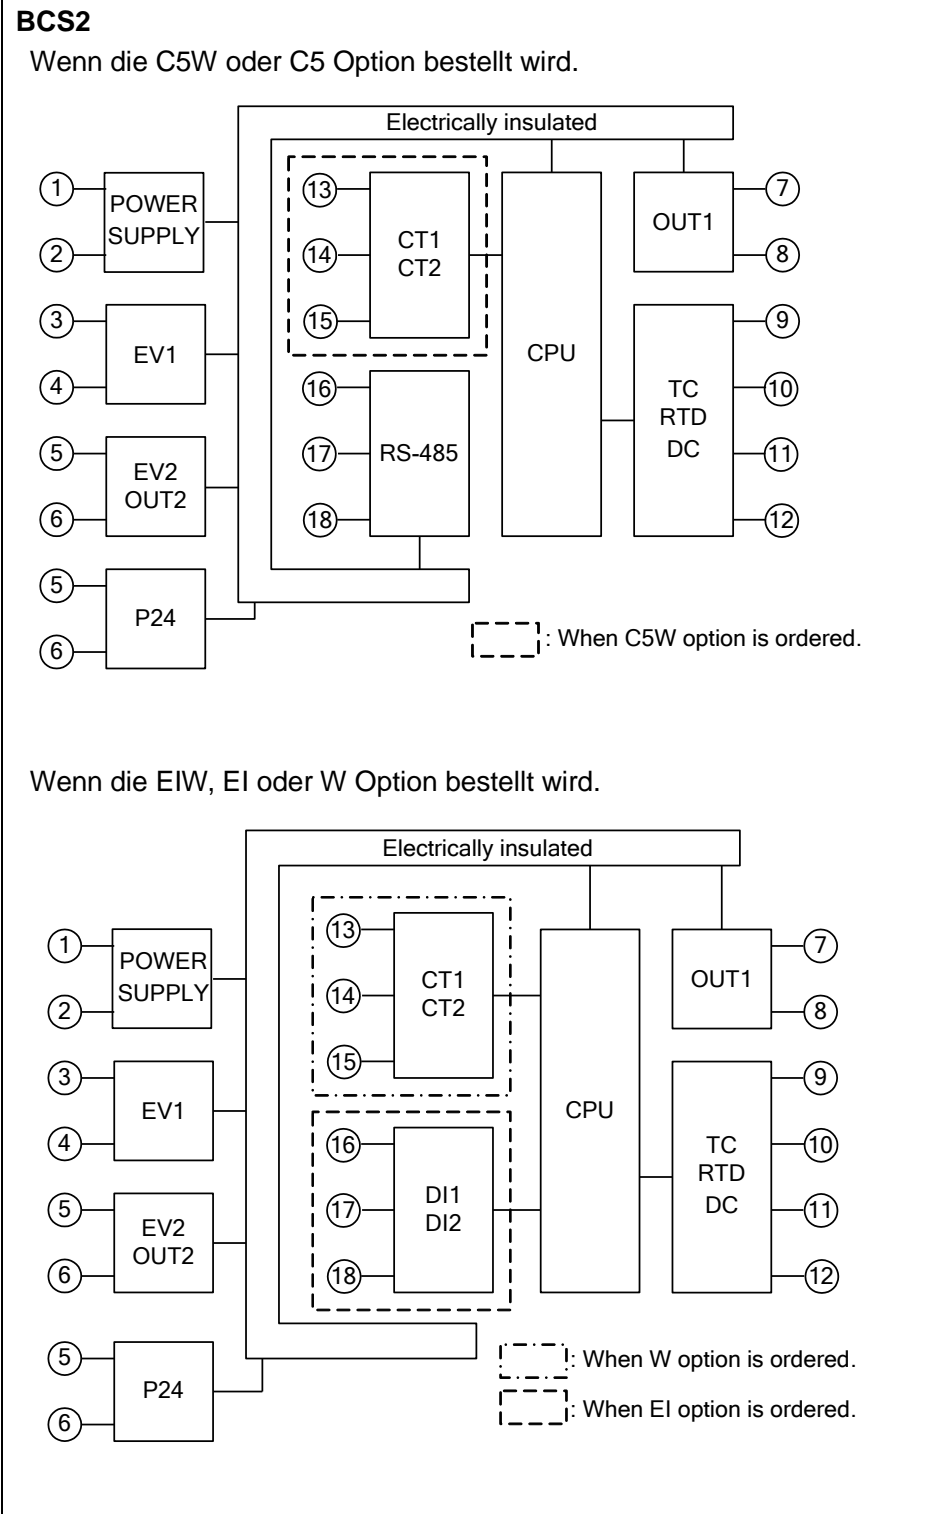 BCS2
Wenn die C5W oder C5 Option bestellt wird.
Electrically insulated
1
POWER
SUPPLY
2
3
EV1
4
5
EV2
OUT2
6
5
P24
6
13
14
15
CT1
CT2
16
17
18
RS-485
CPU
OUT1
7
8
TC
RTD
DC
9
10
11
12
: When C5W option is ordered.
Wenn die EIW, EI oder W Option bestellt wird.
Electrically insulated
1
POWER
SUPPLY
2
3
EV1
4
5
EV2
OUT2
6
5
P24
6
13
14
15
CT1
CT2
16
17
18
DI1
DI2
CPU
OUT1
7
8
TC
RTD
DC
9
10
11
12
: When W option is ordered.
: When EI option is ordered.